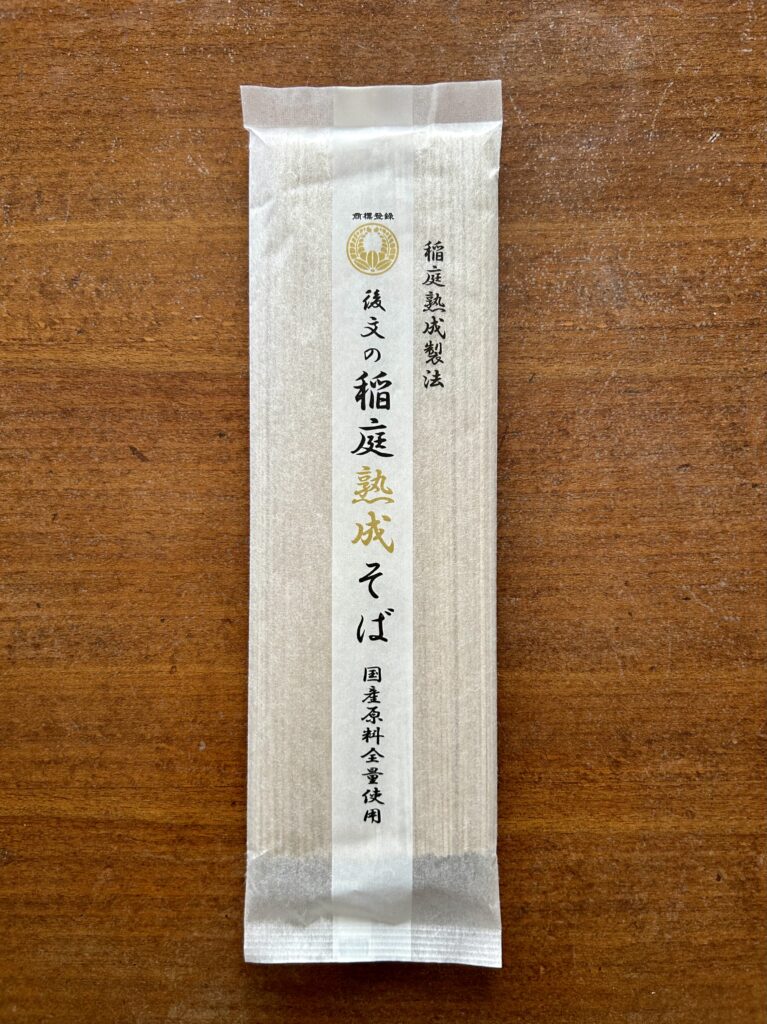 稲庭熟成製法
商標登録
後文の稲庭熟成そば
国産原料全量使用